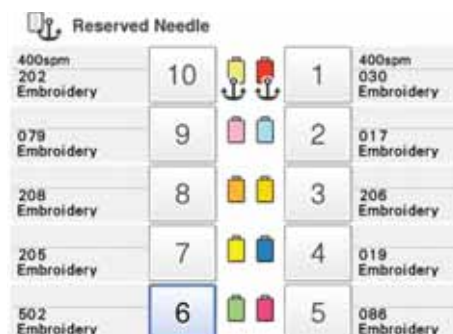 Reserved Needle
400spm
202
Embroidery
10
1
400spm
030
Embroidery
079
Embroidery
9
2
017
Embroidery
208
Embroidery
8
3
206
Embroidery
205
Embroidery
7
4
019
Embroidery
502
Embroidery
6
5
086
Embroidery